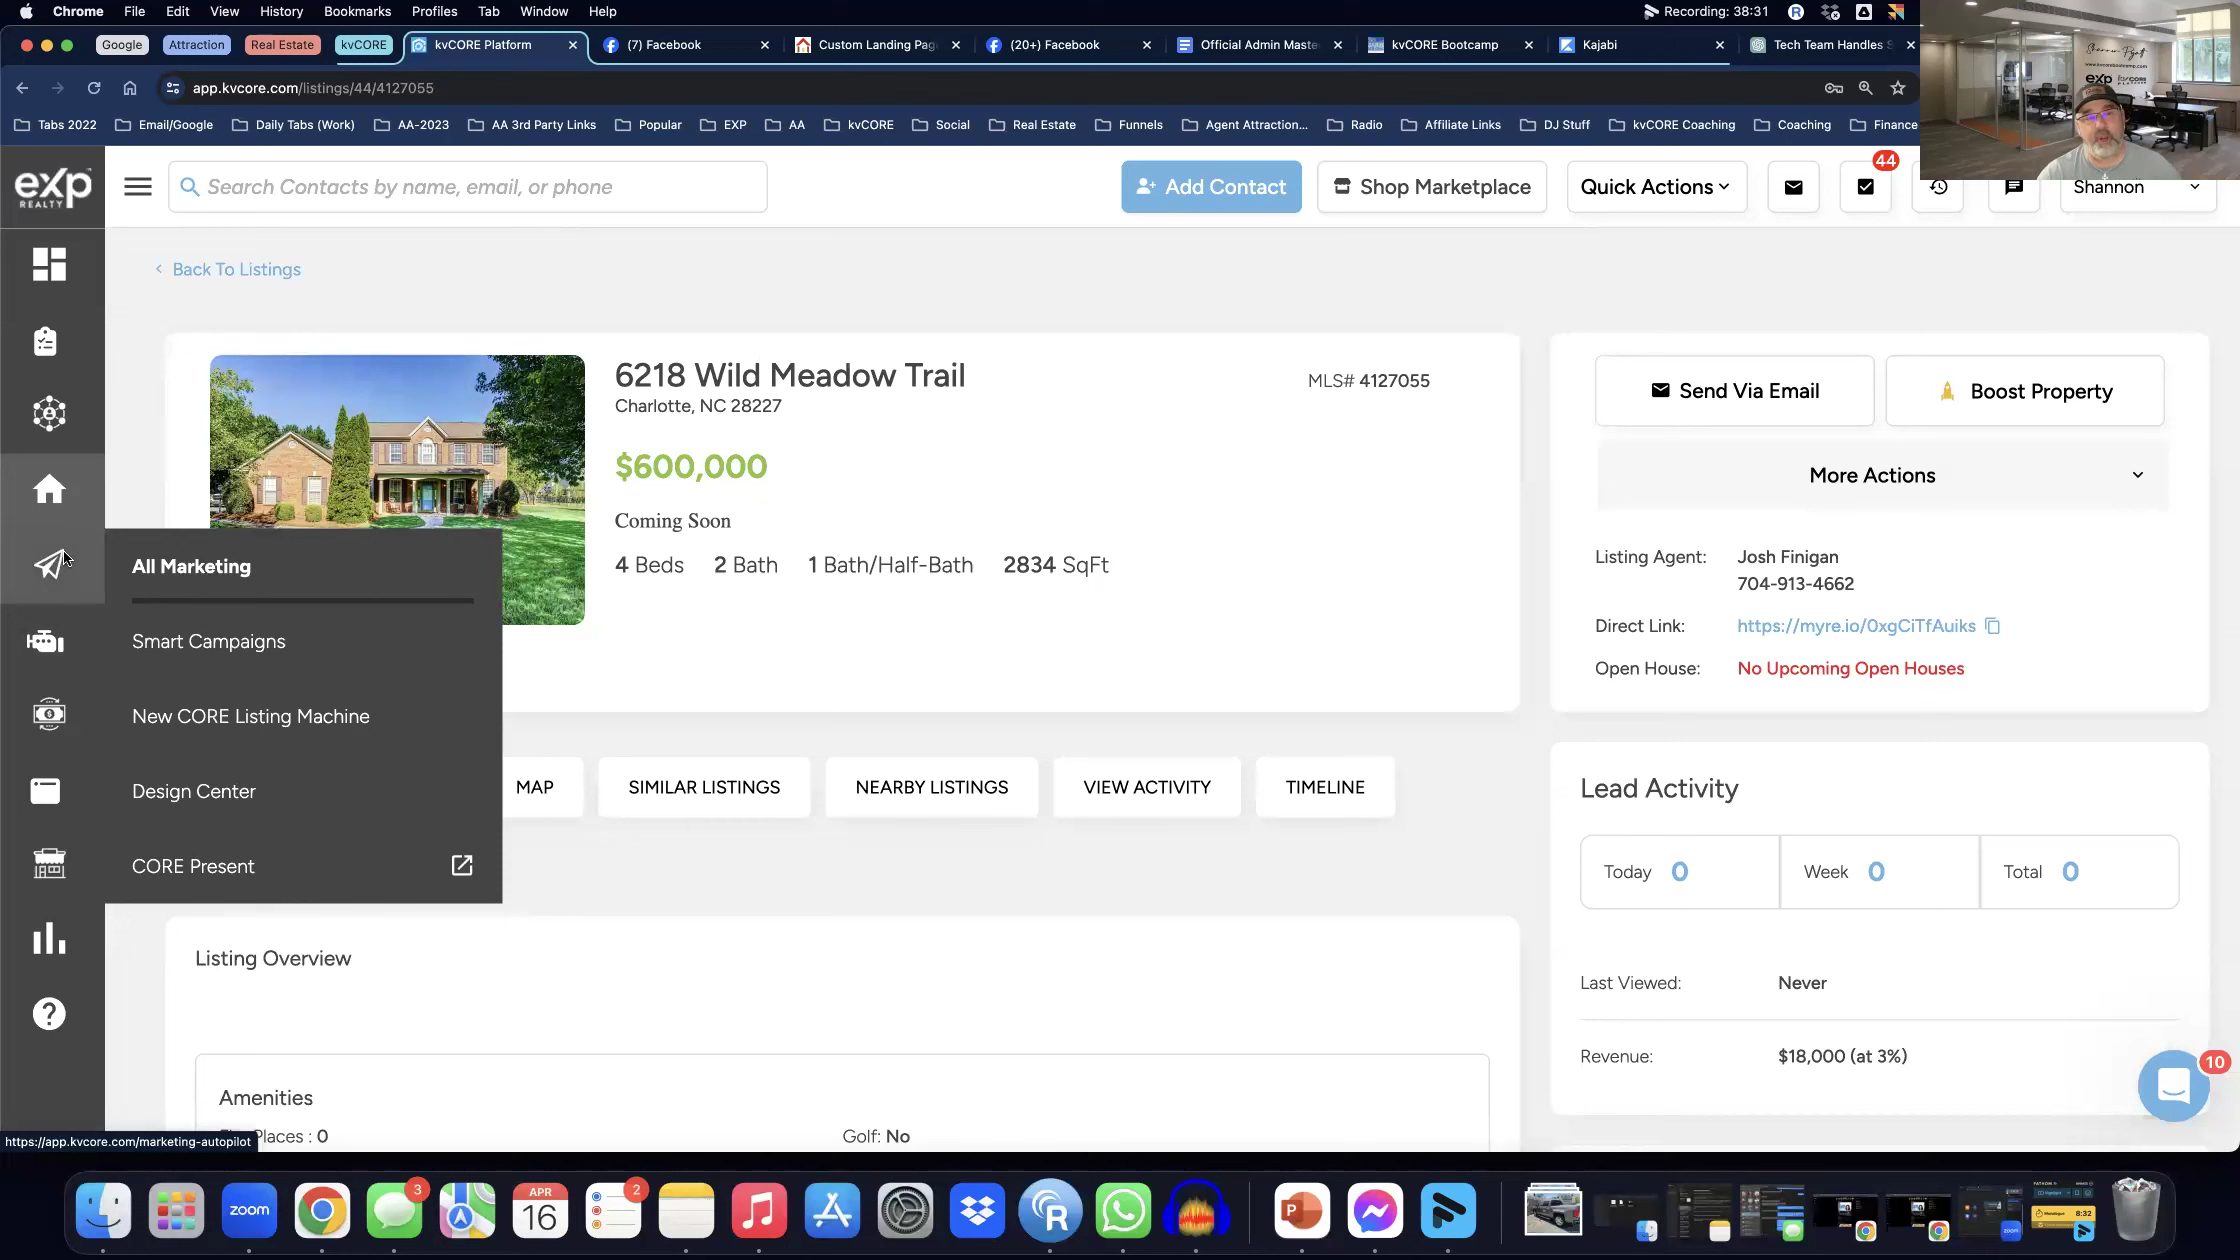 Chrome File Edit View History Bookmarks Profiles Tab Window Help
Recording: 38:31
Google Attraction Real Estate kvCORE kvCORE Platform (7) Facebook Custom Landing Pag (20+) Facebook Official Admin Maste kvCORE Bootcamp Kajabi Tech Team Handles S
app.kvcore.com/listings/44/4127055
Tabs 2022 Email/Google Daily Tabs (Work) AA-2023 AA 3rd Party Links Popular EXP AA kvCORE Social Real Estate Funnels Agent Attraction... Radio Affiliate Links DJ Stuff kvCORE Coaching Coaching Finance
exp
REALTY
Search Contacts by name, email, or phone
Add Contact
Shop Marketplace
Quick Actions
44
Shannon
Back To Listings
6218 Wild Meadow Trail
MLS# 4127055
Charlotte, NC 28227
$600,000
Coming Soon
4 Beds 2 Bath 1 Bath/Half-Bath 2834 SqFt
Send Via Email
Boost Property
More Actions
Listing Agent: Josh Finigan
704-913-4662
Direct Link: https://myre.io/0xgCiTfAuiks
Open House: No Upcoming Open Houses
All Marketing
Smart Campaigns
New CORE Listing Machine
Design Center
CORE Present
MAP
SIMILAR LISTINGS
NEARBY LISTINGS
VIEW ACTIVITY
TIMELINE
Lead Activity
Today 0
Week 0
Total 0
Last Viewed: Never
Revenue: $18,000 (at 3%)
10
Listing Overview
Amenities
Places : 0
Golf: No
https://app.kvcore.com/marketing-autopilot
zoom
3
APR
16
2
8:32